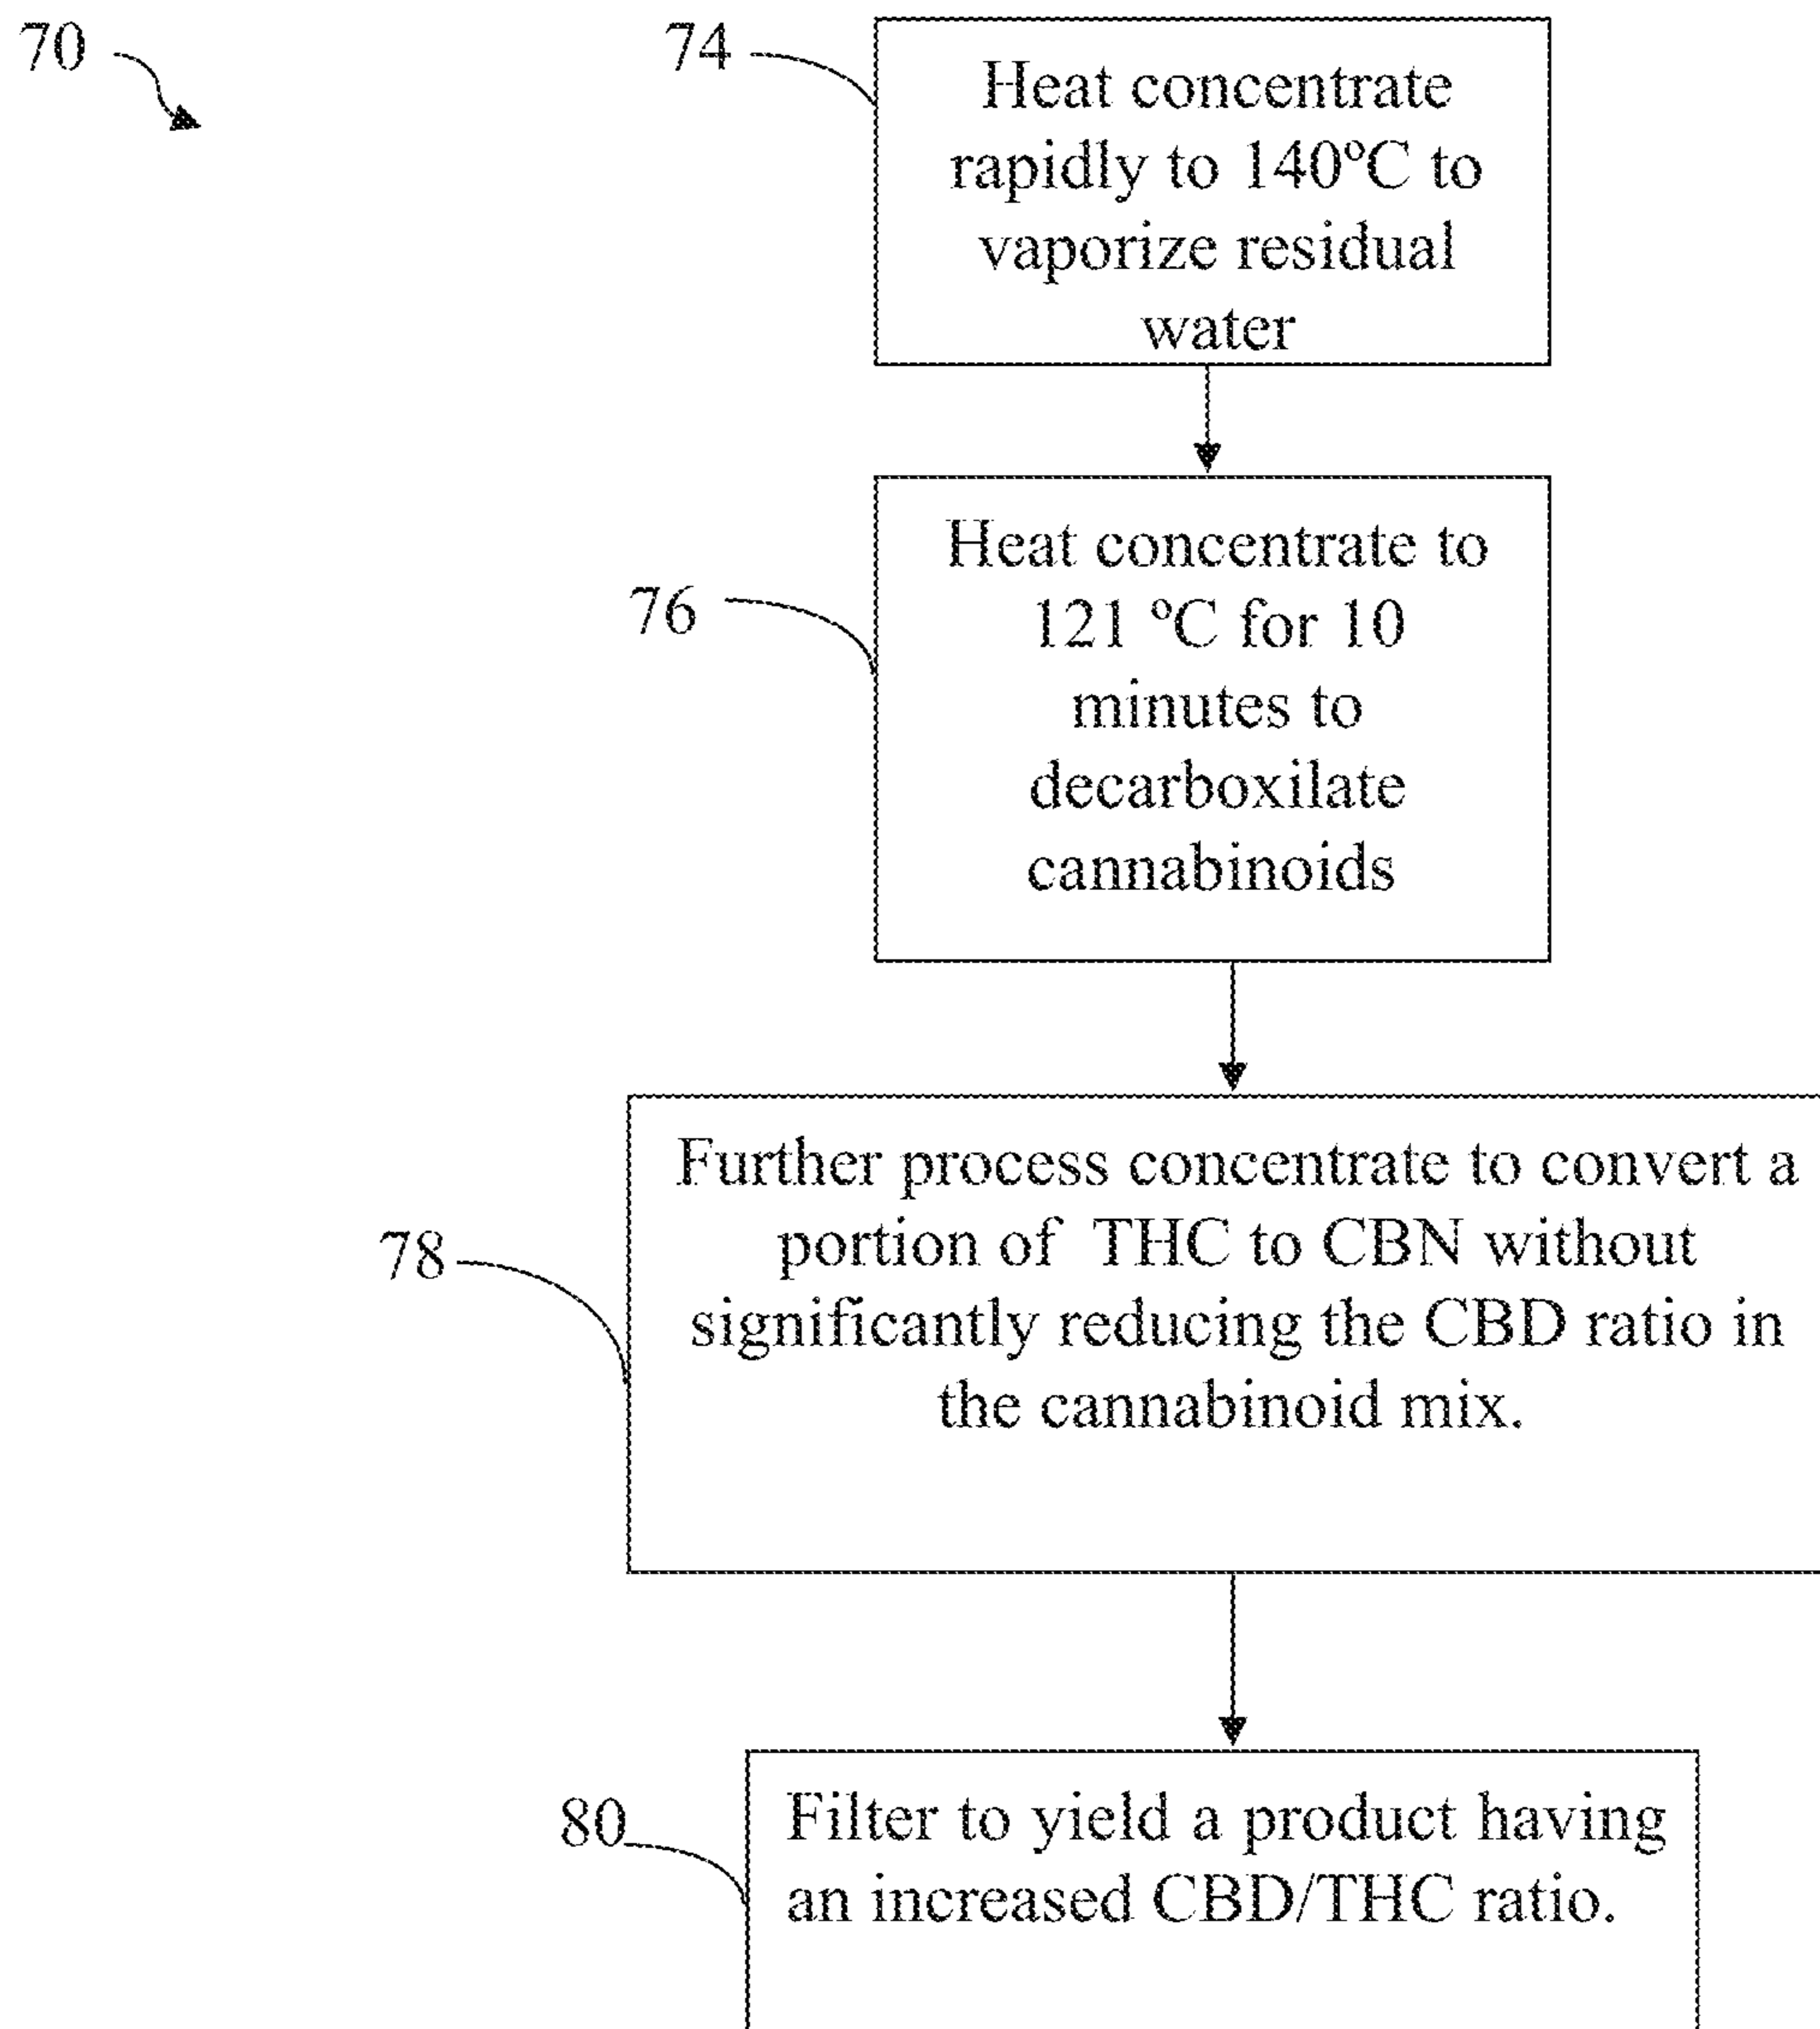 70
74
Heat concentrate
rapidly to 140ºC to
vaporize residual
water
76
Heat concentrate to
121 ºC for 10
minutes to
decarboxilate
cannabinoids
78
Further process concentrate to convert a
portion of THC to CBN without
significantly reducing the CBD ratio in
the cannabinoid mix.
80
Filter to yield a product having
an increased CBD/THC ratio.